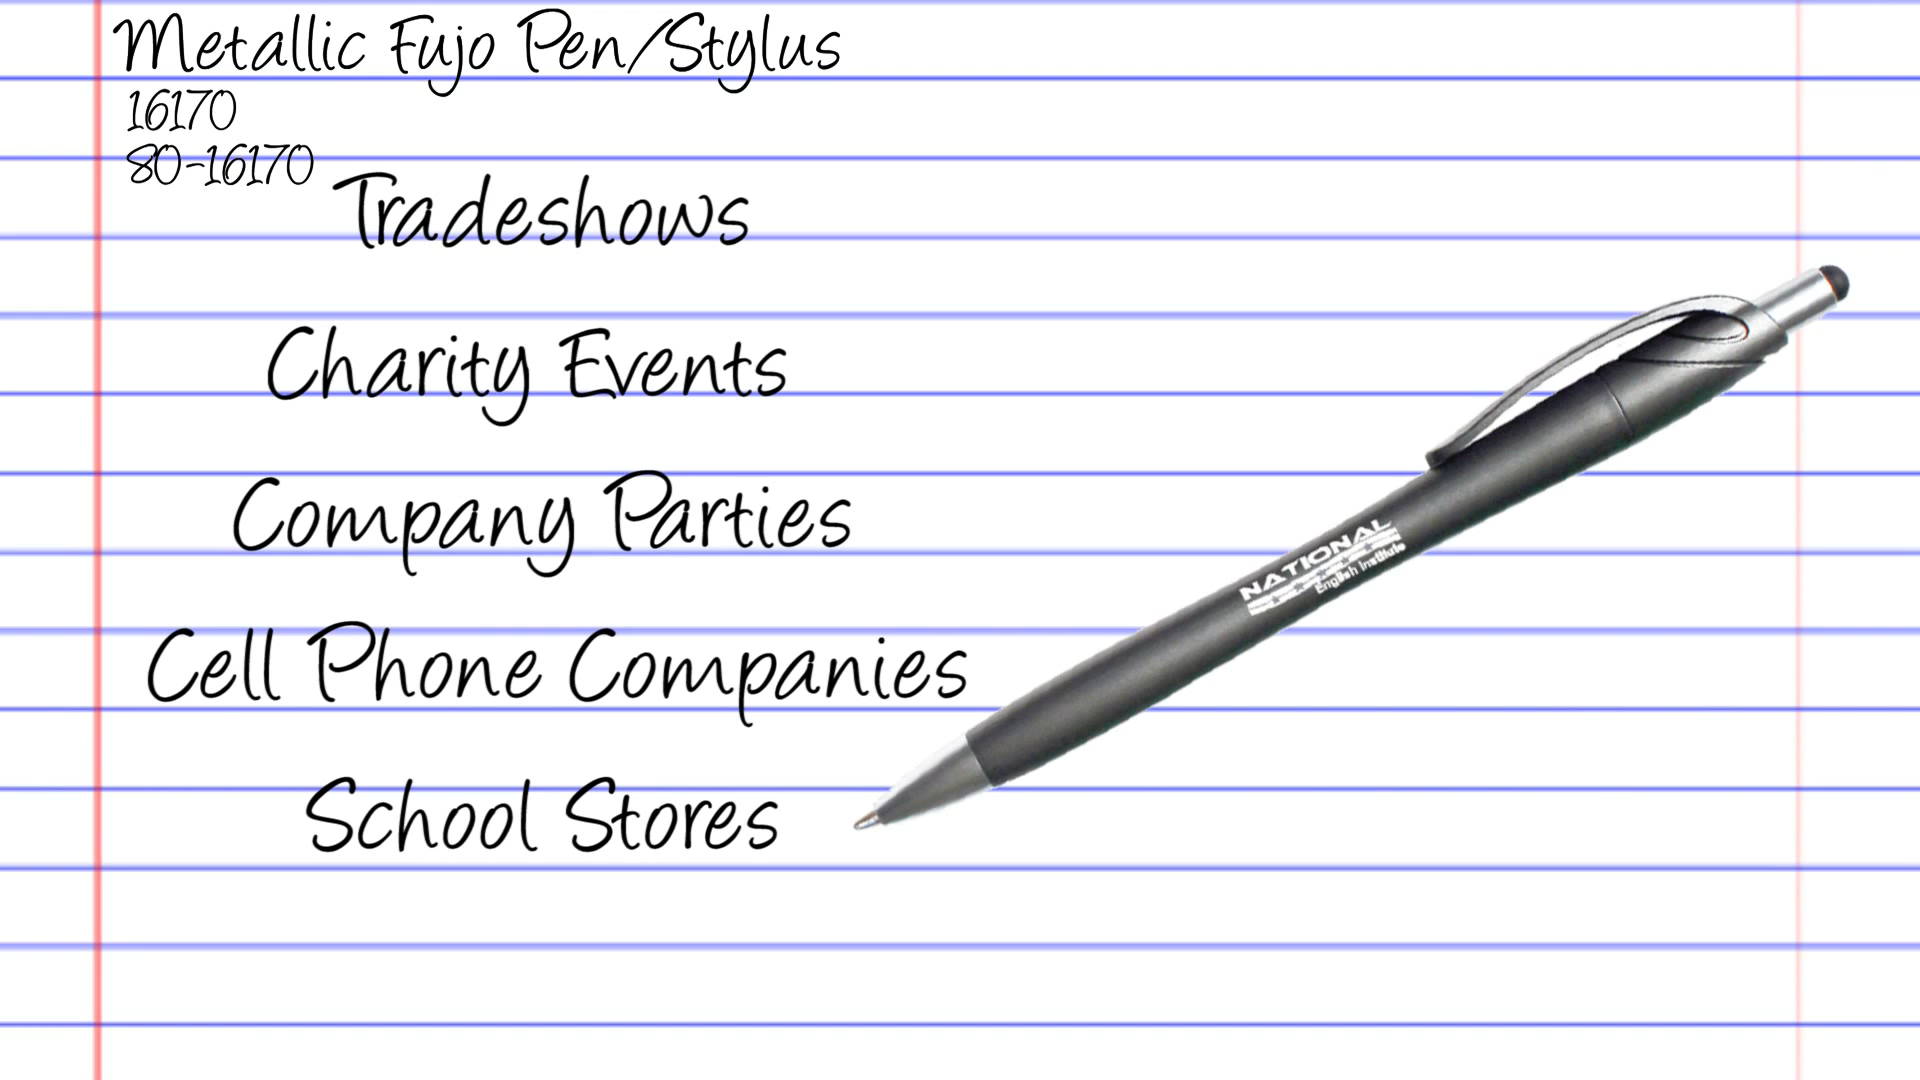 Metallic Fujo Pen/Stylus
16170
80-16170
Tradeshows
Charity Events
Company Parties
Cell Phone Companies
School Stores
NATIONAL
English Institute